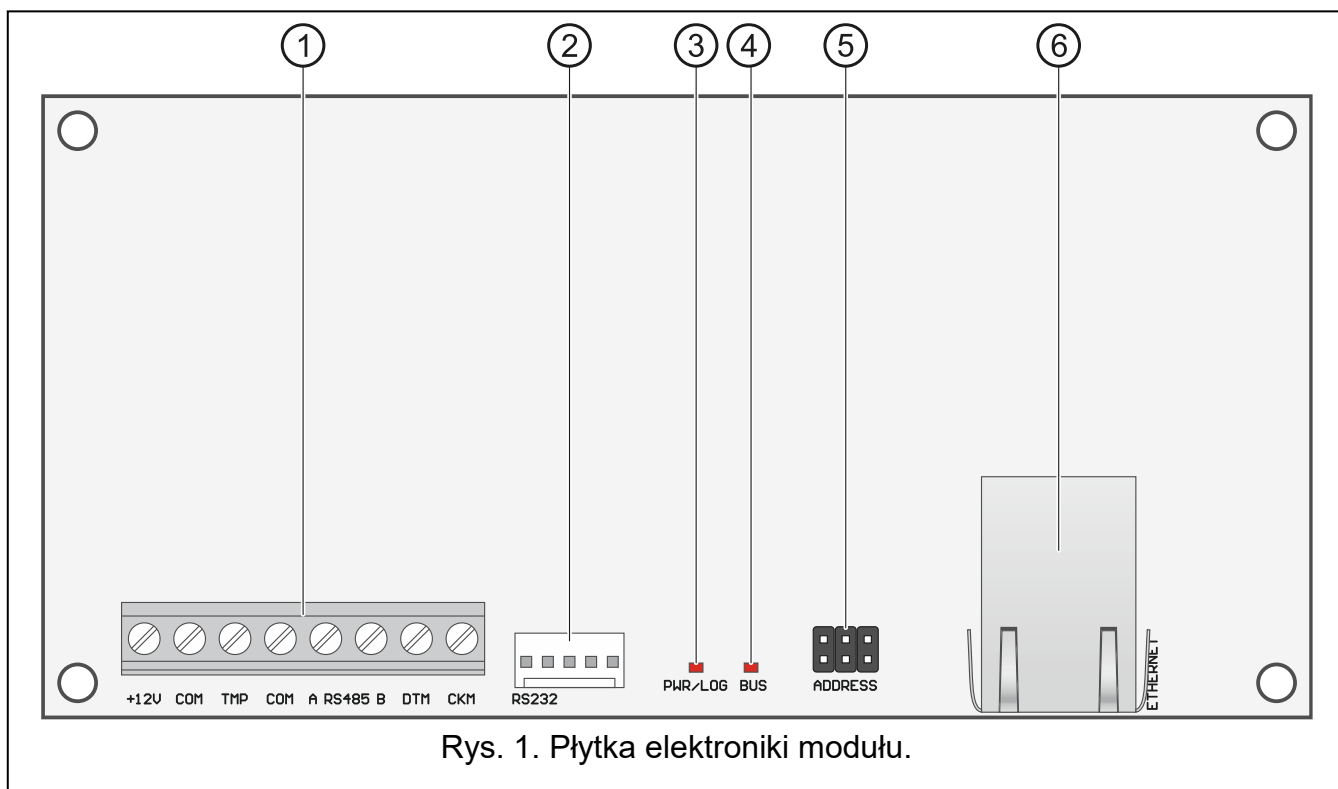 1 2 3 4 5 6
+12V COM TMP COM A RS485 B DTM CKM
RS232
PWR/LOG BUS
ADDRESS
ETHERNET
Rys. 1. Płytka elektroniki modułu.